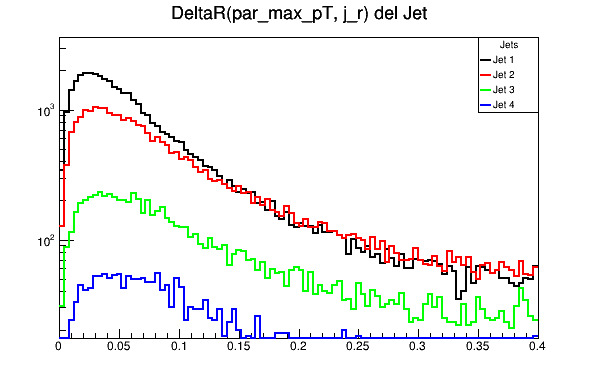 DeltaR(par_max_pT, j_r) del Jet
Jets
Jet 1
Jet 2
Jet 3
Jet 4
10³
10²
0 0.05 0.1 0.15 0.2 0.25 0.3 0.35 0.4